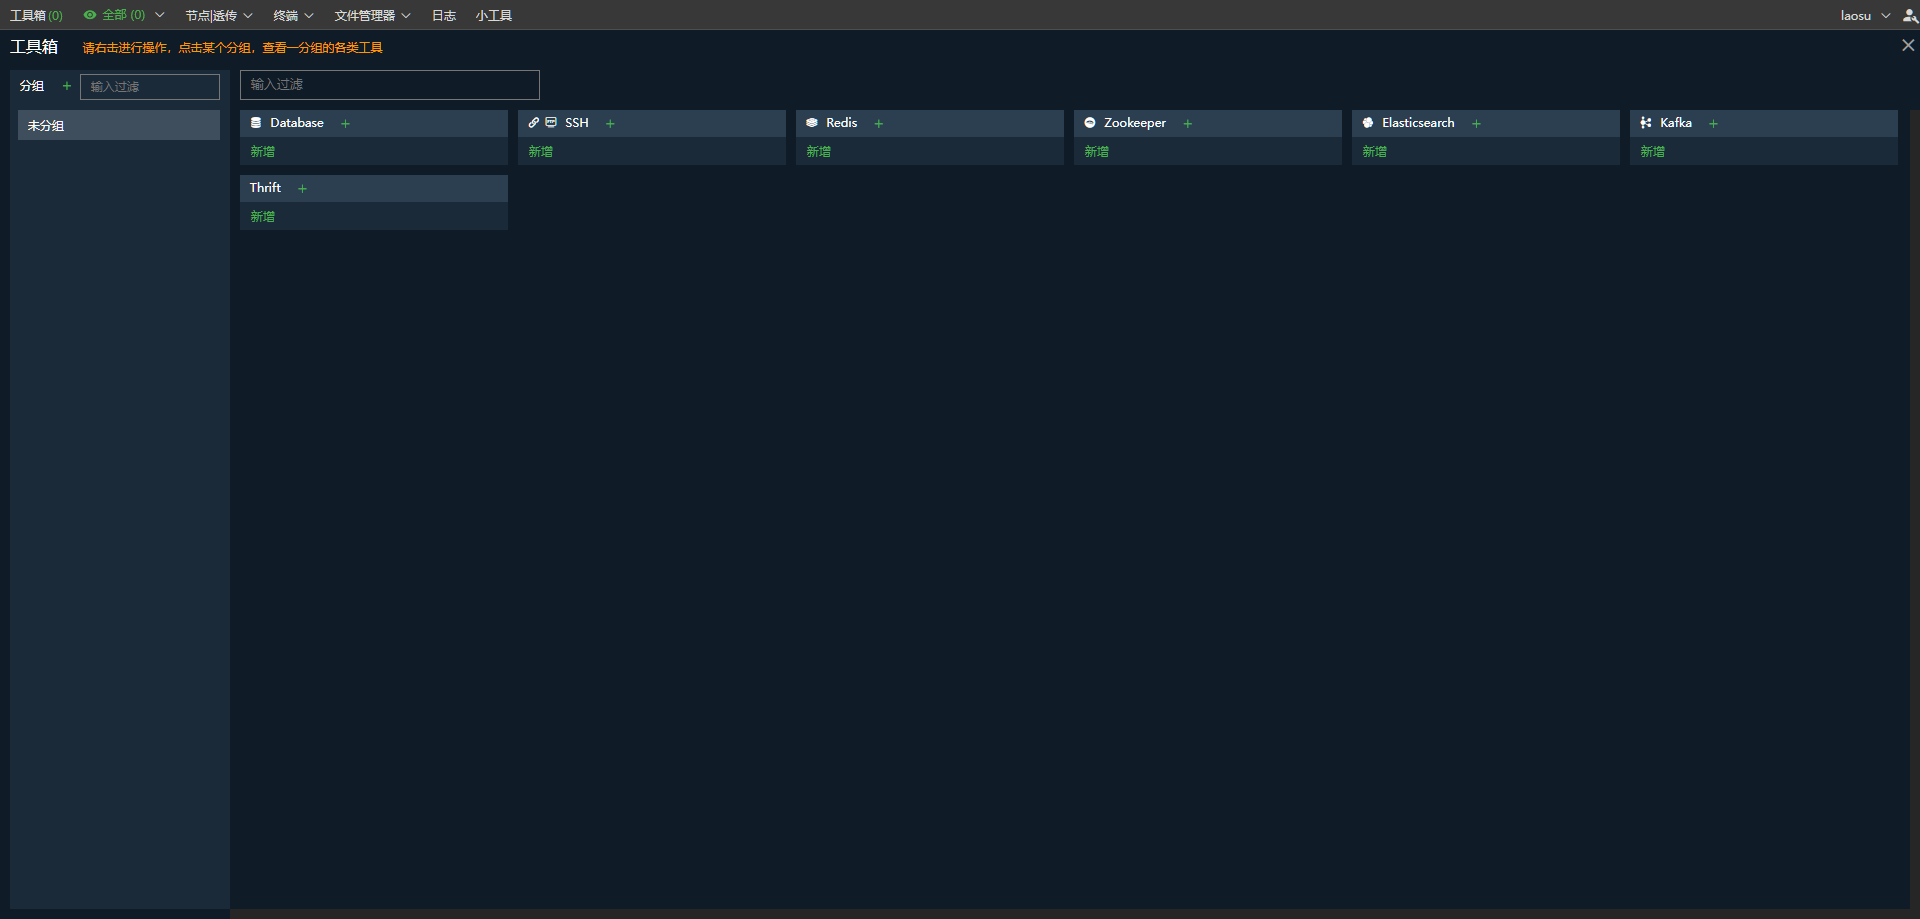 工具箱 (0) 全部 (0) 节点|透传 终端 文件管理器 日志 小工具 laosu
工具箱 请右击进行操作，点击某个分组，查看一分组的各类工具
分组 + 输入过滤 输入过滤
未分组
Database + SSH + Redis + Zookeeper + Elasticsearch + Kafka +
新增 新增 新增 新增 新增 新增
Thrift +
新增